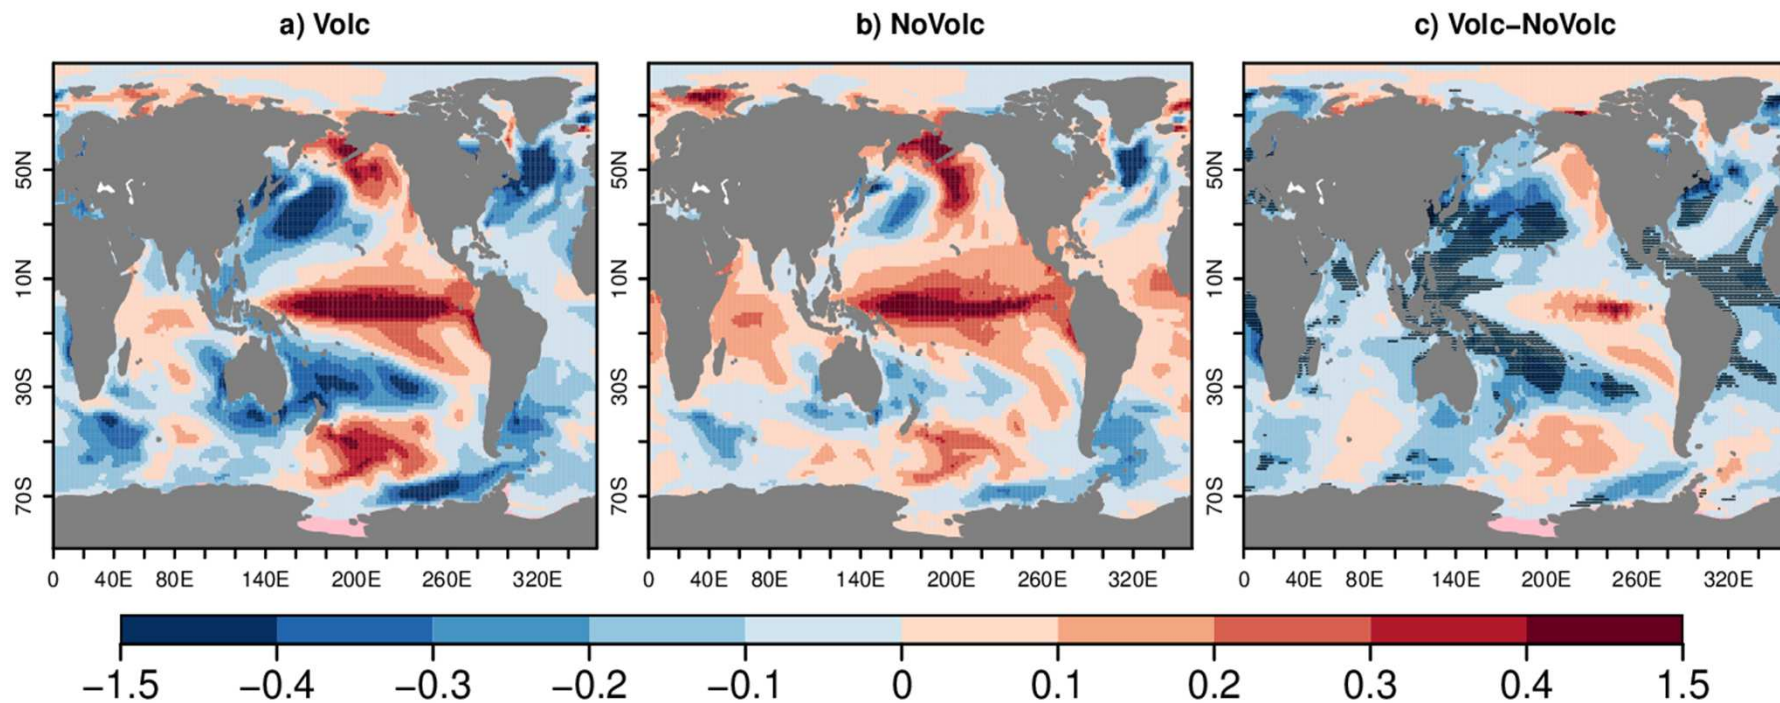 a) Volc b) NoVolc c) Volc−NoVolc
50N 50N 50N
10N 10N 10N
30S 30S 30S
70S 70S 70S
0 40E 80E 140E 200E 260E 320E 0 40E 80E 140E 200E 260E 320E 0 40E 80E 140E 200E 260E 320E
−1.5 −0.4 −0.3 −0.2 −0.1 0 0.1 0.2 0.3 0.4 1.5